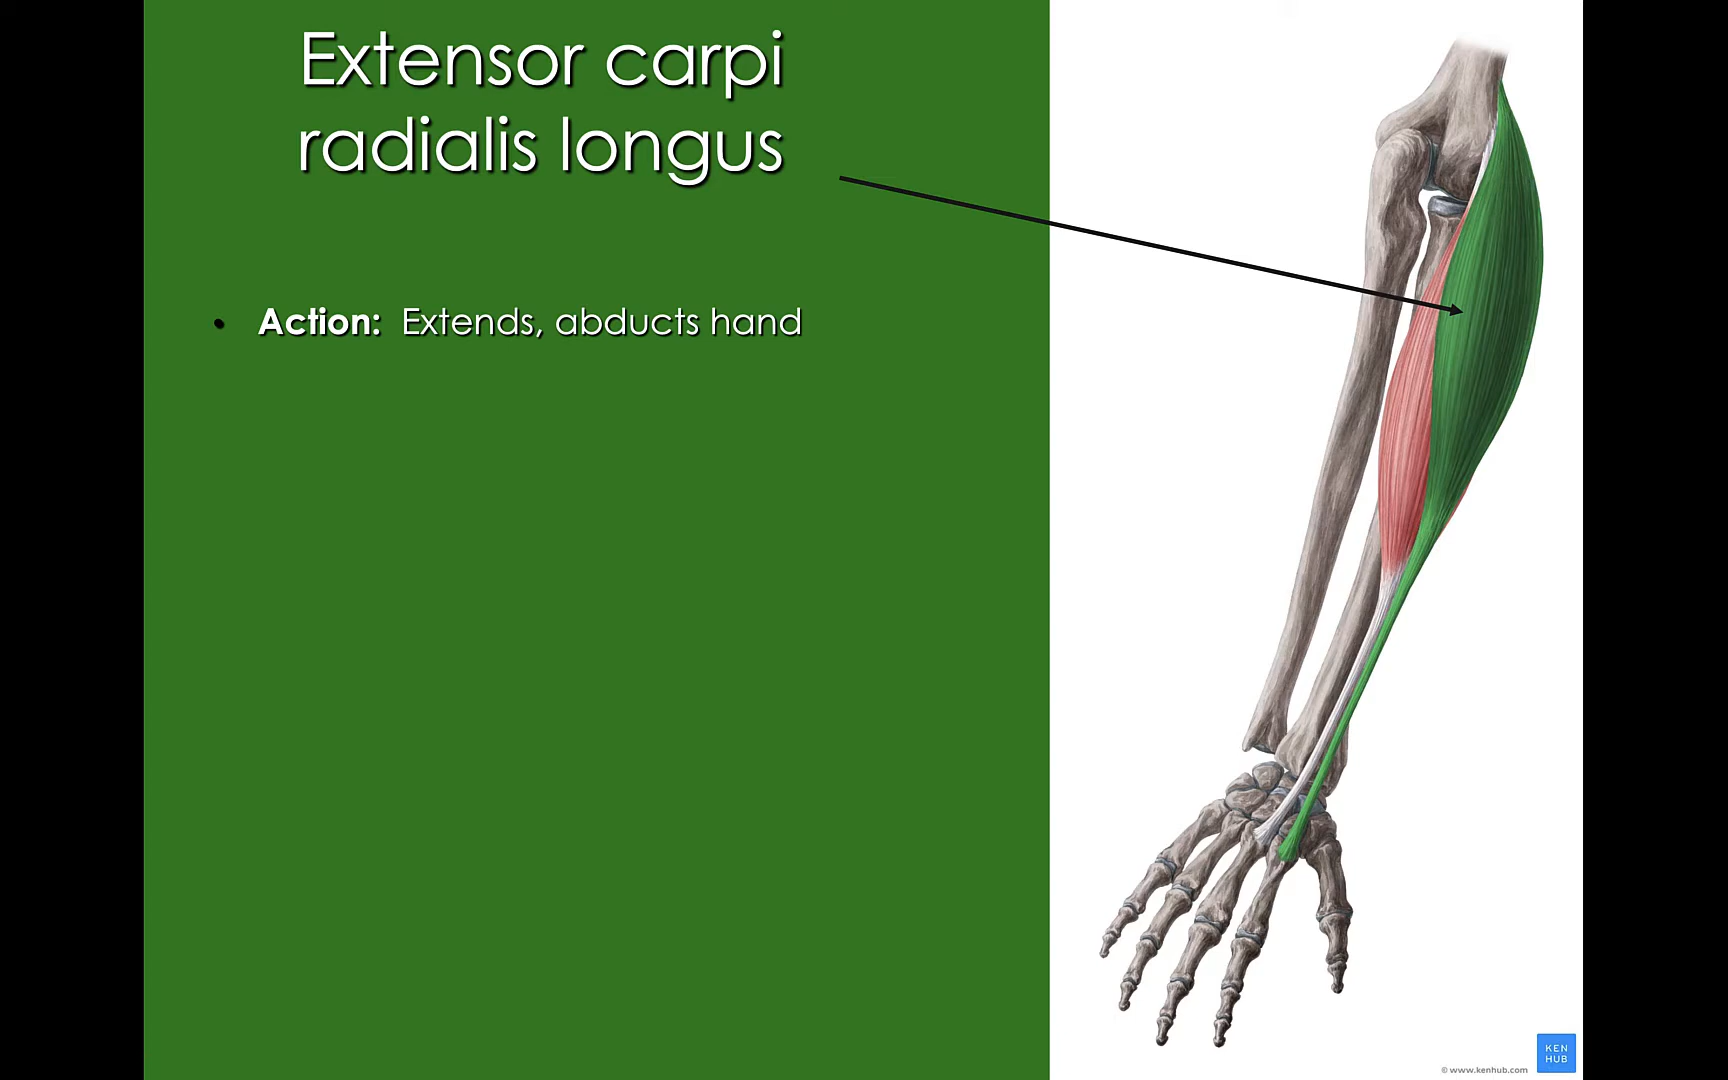 Extensor carpi
radialis longus
• Action: Extends, abducts hand
KEN
HUB
© www.kenhub.com